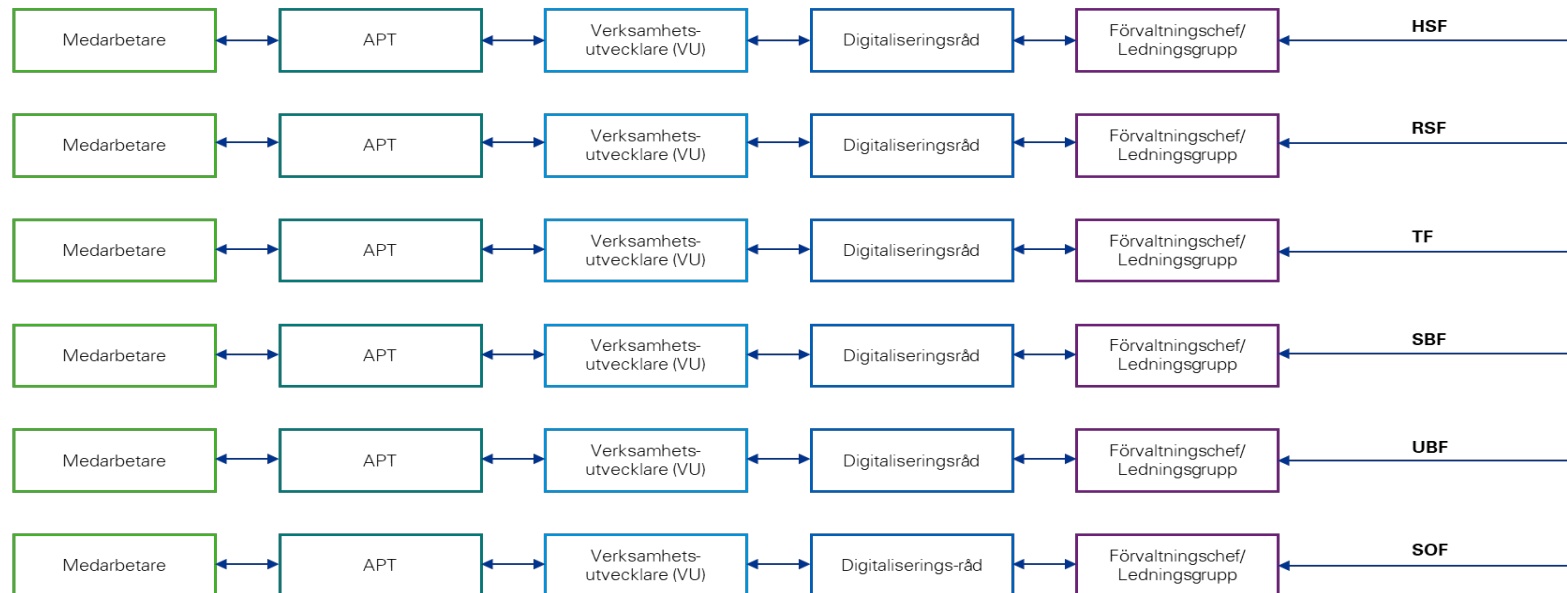 Medarbetare
APT
Verksamhets-
utvecklare (VU)
Digitaliseringsråd
Förvaltningschef/
Ledningsgrupp
HSF
Medarbetare
APT
Verksamhets-
utvecklare (VU)
Digitaliseringsråd
Förvaltningschef/
Ledningsgrupp
RSF
Medarbetare
APT
Verksamhets-
utvecklare (VU)
Digitaliseringsråd
Förvaltningschef/
Ledningsgrupp
TF
Medarbetare
APT
Verksamhets-
utvecklare (VU)
Digitaliseringsråd
Förvaltningschef/
Ledningsgrupp
SBF
Medarbetare
APT
Verksamhets-
utvecklare (VU)
Digitaliseringsråd
Förvaltningschef/
Ledningsgrupp
UBF
Medarbetare
APT
Verksamhets-
utvecklare (VU)
Digitaliserings-råd
Förvaltningschef/
Ledningsgrupp
SOF